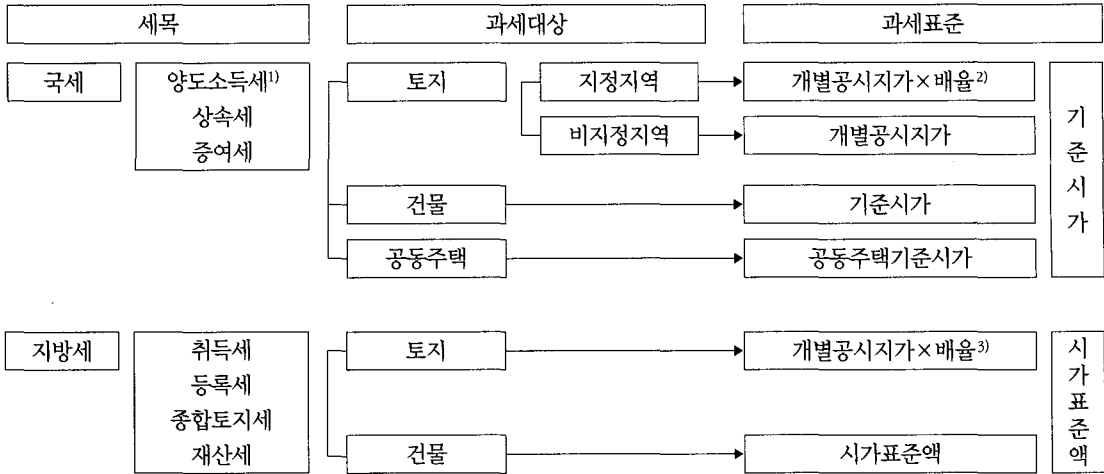 세목 과세대상 과세표준
국세 양도소득세1) 토지 지정지역 개별공시지가×배율2)
상속세
증여세 비지정지역 개별공시지가
건물 기준시가
공동주택 공동주택기준시가
기준시가
지방세 취득세 토지 개별공시지가×배율3)
등록세
종합토지세
재산세 건물 시가표준액
시가표준액